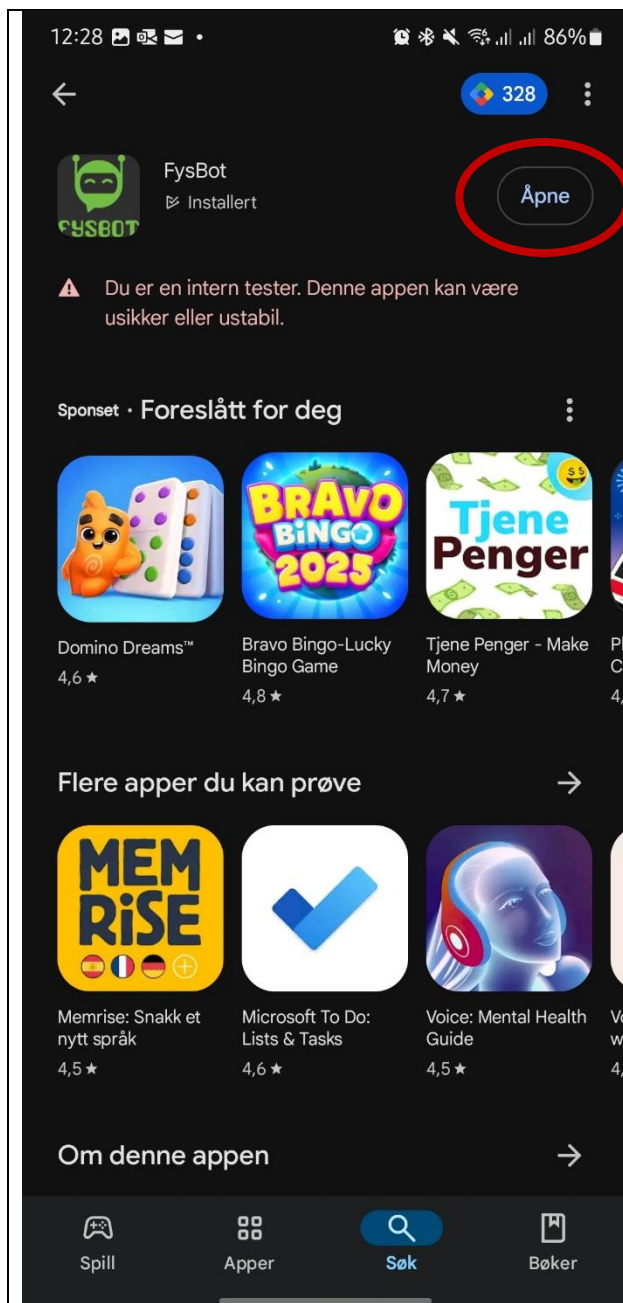 12:28
86%
328
FysBot
Installert
Åpne
FYSBOT
Du er en intern tester. Denne appen kan være
usikker eller ustabil.
Sponset · Foreslått for deg
BRAVO
BINGO
2025
Tjene
Penger
Domino Dreams™
4,6 ★
Bravo Bingo-Lucky
Bingo Game
4,8 ★
Tjene Penger - Make
Money
4,7 ★
Flere apper du kan prøve
MEM
RiSE
Memrise: Snakk et
nytt språk
4,5 ★
Microsoft To Do:
Lists & Tasks
4,6 ★
Voice: Mental Health
Guide
4,5 ★
Om denne appen
Spill
Apper
Søk
Bøker